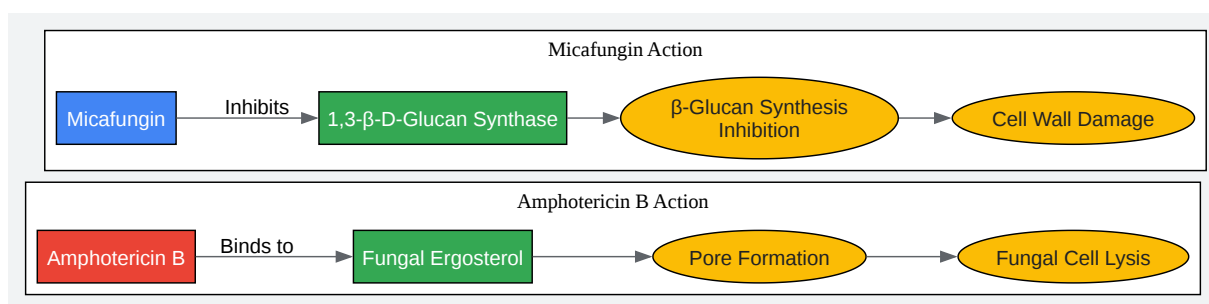 Micafungin Action
Micafungin
Inhibits
1,3-β-D-Glucan Synthase
β-Glucan Synthesis
Inhibition
Cell Wall Damage
Amphotericin B Action
Amphotericin B
Binds to
Fungal Ergosterol
Pore Formation
Fungal Cell Lysis